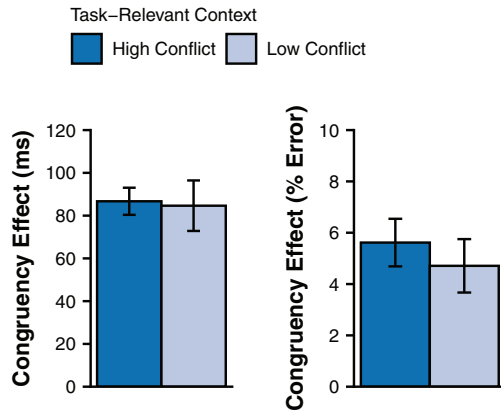 Task−Relevant Context
High Conflict
Low Conflict
Congruency Effect (ms)
120
100
80
60
40
20
0
Congruency Effect (% Error)
10
8
6
4
2
0